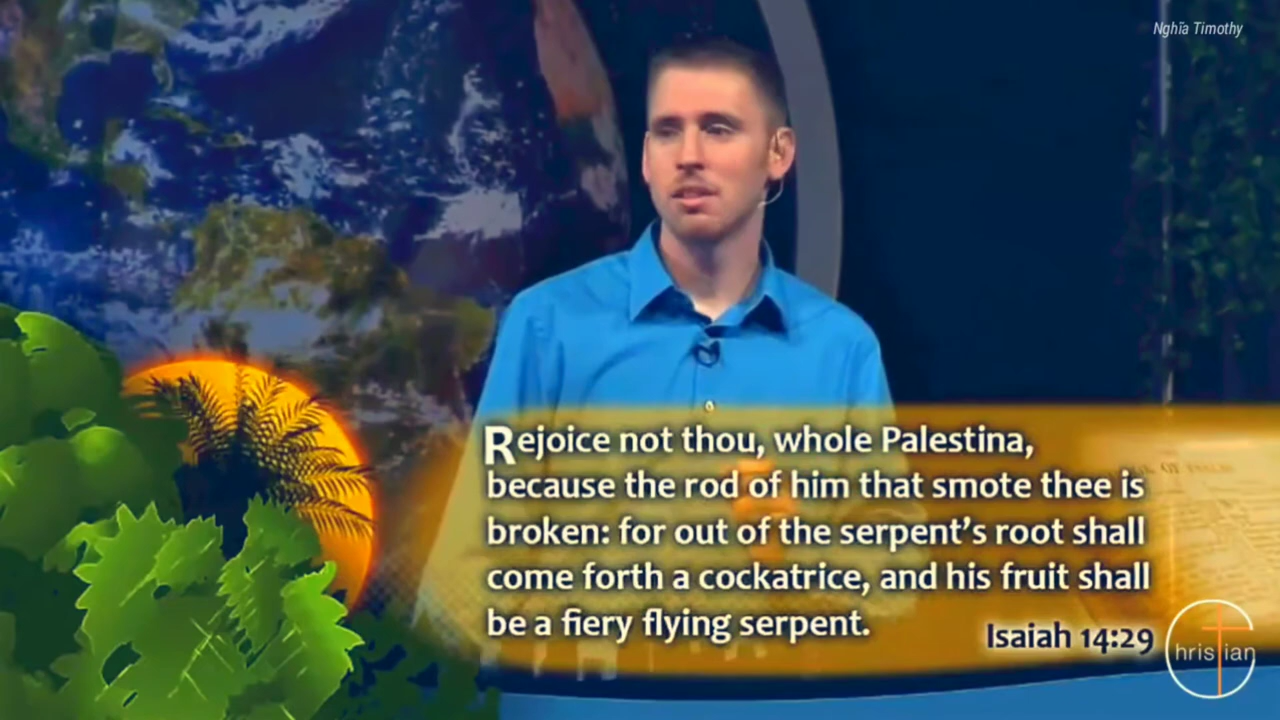 Nghĩa Timothy
Rejoice not thou, whole Palestina,
because the rod of him that smote thee is
broken: for out of the serpent's root shall
come forth a cockatrice, and his fruit shall
be a fiery flying serpent.
Isaiah 14:29
Christian